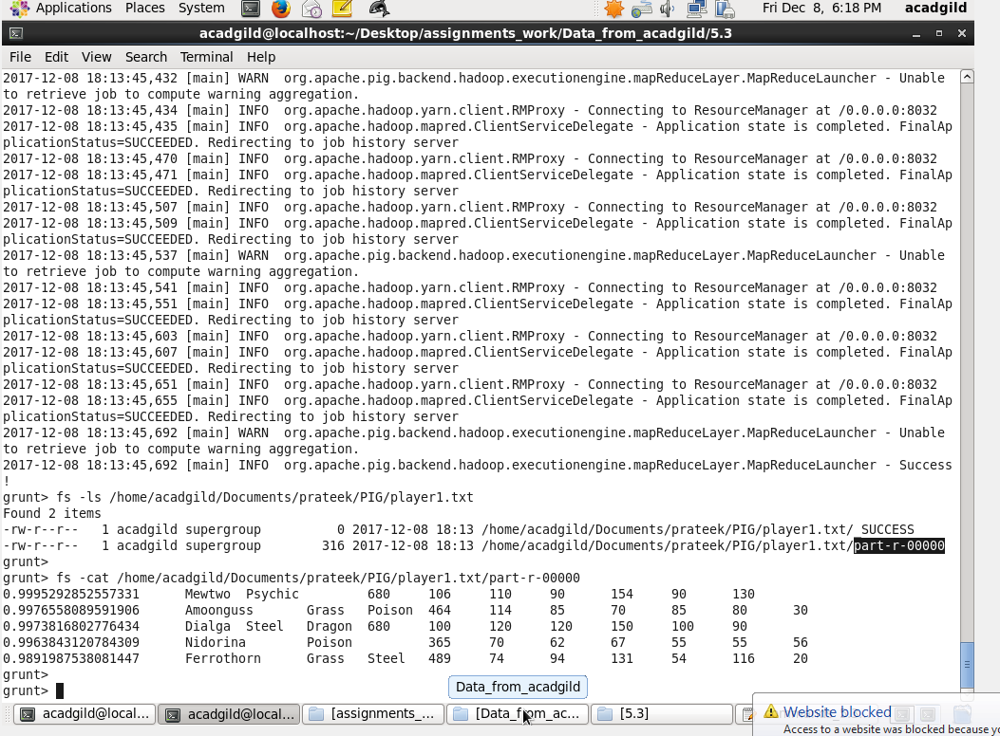 Applications Places System Fri Dec 8, 6:18 PM acadgild
acadgild@localhost:~/Desktop/assignments_work/Data_from_acadgild/5.3
File Edit View Search Terminal Help
2017-12-08 18:13:45,432 [main] WARN  org.apache.pig.backend.hadoop.executionengine.mapReduceLayer.MapReduceLauncher - Unable
to retrieve job to compute warning aggregation.
2017-12-08 18:13:45,434 [main] INFO  org.apache.hadoop.yarn.client.RMProxy - Connecting to ResourceManager at /0.0.0.0:8032
2017-12-08 18:13:45,435 [main] INFO  org.apache.hadoop.mapred.ClientServiceDelegate - Application state is completed. FinalAp
plicationStatus=SUCCEEDED. Redirecting to job history server
2017-12-08 18:13:45,470 [main] INFO  org.apache.hadoop.yarn.client.RMProxy - Connecting to ResourceManager at /0.0.0.0:8032
2017-12-08 18:13:45,471 [main] INFO  org.apache.hadoop.mapred.ClientServiceDelegate - Application state is completed. FinalAp
plicationStatus=SUCCEEDED. Redirecting to job history server
2017-12-08 18:13:45,507 [main] INFO  org.apache.hadoop.yarn.client.RMProxy - Connecting to ResourceManager at /0.0.0.0:8032
2017-12-08 18:13:45,509 [main] INFO  org.apache.hadoop.mapred.ClientServiceDelegate - Application state is completed. FinalAp
plicationStatus=SUCCEEDED. Redirecting to job history server
2017-12-08 18:13:45,537 [main] WARN  org.apache.pig.backend.hadoop.executionengine.mapReduceLayer.MapReduceLauncher - Unable
to retrieve job to compute warning aggregation.
2017-12-08 18:13:45,541 [main] INFO  org.apache.hadoop.yarn.client.RMProxy - Connecting to ResourceManager at /0.0.0.0:8032
2017-12-08 18:13:45,551 [main] INFO  org.apache.hadoop.mapred.ClientServiceDelegate - Application state is completed. FinalAp
plicationStatus=SUCCEEDED. Redirecting to job history server
2017-12-08 18:13:45,603 [main] INFO  org.apache.hadoop.yarn.client.RMProxy - Connecting to ResourceManager at /0.0.0.0:8032
2017-12-08 18:13:45,607 [main] INFO  org.apache.hadoop.mapred.ClientServiceDelegate - Application state is completed. FinalAp
plicationStatus=SUCCEEDED. Redirecting to job history server
2017-12-08 18:13:45,651 [main] INFO  org.apache.hadoop.yarn.client.RMProxy - Connecting to ResourceManager at /0.0.0.0:8032
2017-12-08 18:13:45,655 [main] INFO  org.apache.hadoop.mapred.ClientServiceDelegate - Application state is completed. FinalAp
plicationStatus=SUCCEEDED. Redirecting to job history server
2017-12-08 18:13:45,692 [main] WARN  org.apache.pig.backend.hadoop.executionengine.mapReduceLayer.MapReduceLauncher - Unable
to retrieve job to compute warning aggregation.
2017-12-08 18:13:45,692 [main] INFO  org.apache.pig.backend.hadoop.executionengine.mapReduceLayer.MapReduceLauncher - Success
!
grunt> fs -ls /home/acadgild/Documents/prateek/PIG/player1.txt
Found 2 items
-rw-r--r--   1 acadgild supergroup          0 2017-12-08 18:13 /home/acadgild/Documents/prateek/PIG/player1.txt/_SUCCESS
-rw-r--r--   1 acadgild supergroup        316 2017-12-08 18:13 /home/acadgild/Documents/prateek/PIG/player1.txt/part-r-00000
grunt>
grunt> fs -cat /home/acadgild/Documents/prateek/PIG/player1.txt/part-r-00000
0.9995292852557331 Mewtwo Psychic 680 106 110 90 154 90 130
0.9976558089591906 Amoonguss Grass Poison 464 114 85 70 85 80 30
0.9973816802776434 Dialga Steel Dragon 680 100 120 120 150 100 90
0.9963843120784309 Nidorina Poison 365 70 62 67 55 55 56
0.9891987538081447 Ferrothorn Grass Steel 489 74 94 131 54 116 20
grunt>
grunt>
Data_from_acadgild
acadgild@local... acadgild@local... [assignments_... [Data_from_ac... [5.3]
Website blocked
Access to a website was blocked because yo